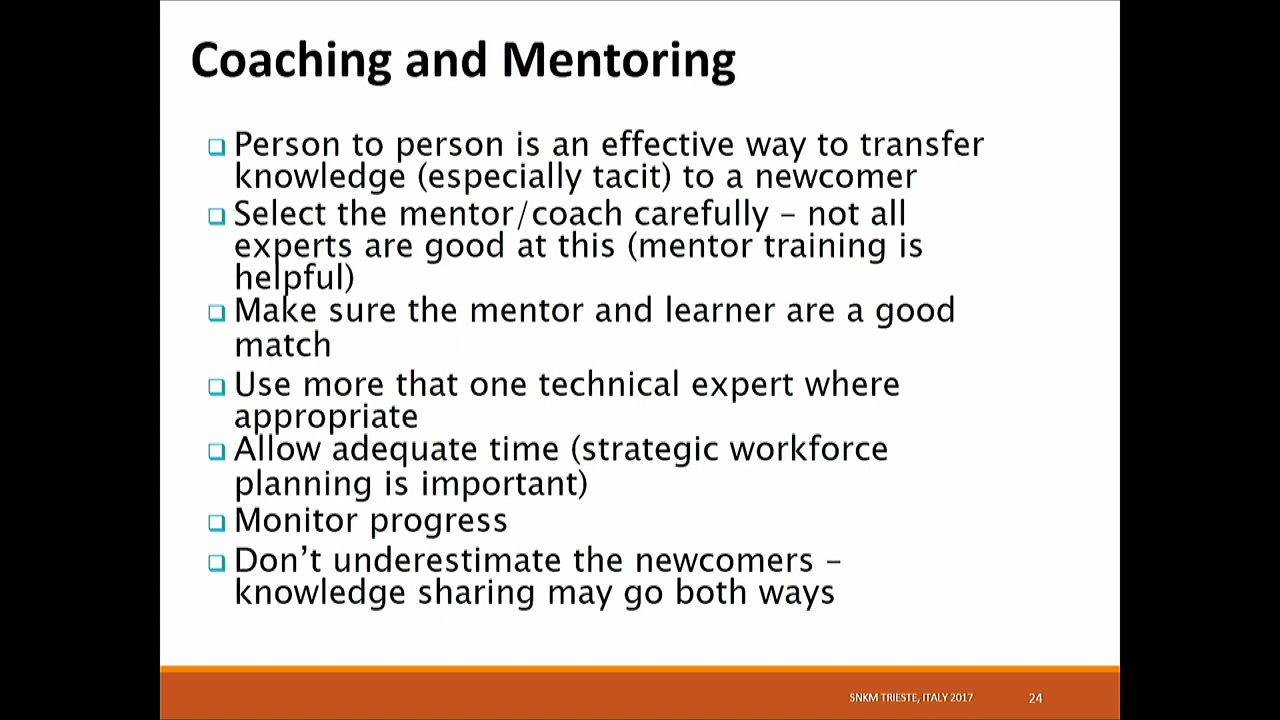 Coaching and Mentoring
❑ Person to person is an effective way to transfer
knowledge (especially tacit) to a newcomer
❑ Select the mentor/coach carefully – not all
experts are good at this (mentor training is
helpful)
❑ Make sure the mentor and learner are a good
match
❑ Use more that one technical expert where
appropriate
❑ Allow adequate time (strategic workforce
planning is important)
❑ Monitor progress
❑ Don’t underestimate the newcomers –
knowledge sharing may go both ways
SNKM TRIESTE, ITALY 2017 24